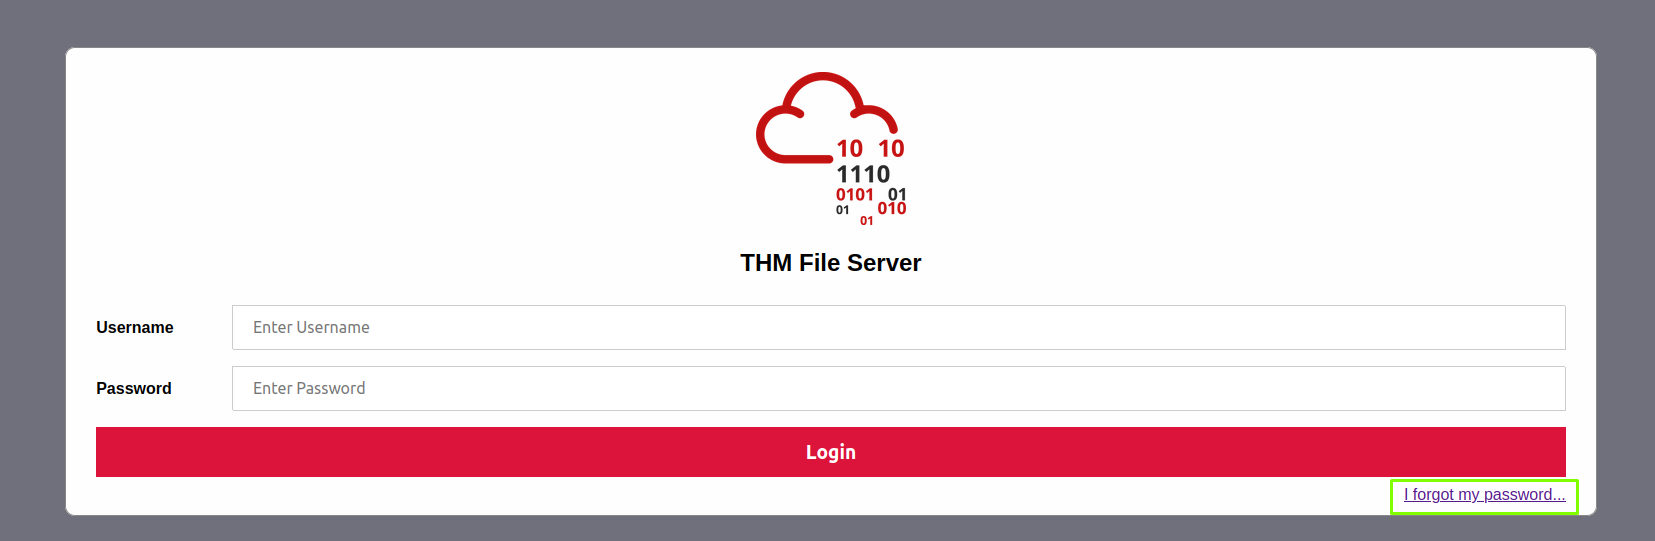 10 10
1110
0101 01
01 010
01
THM File Server
Username
Enter Username
Password
Enter Password
Login
I forgot my password...